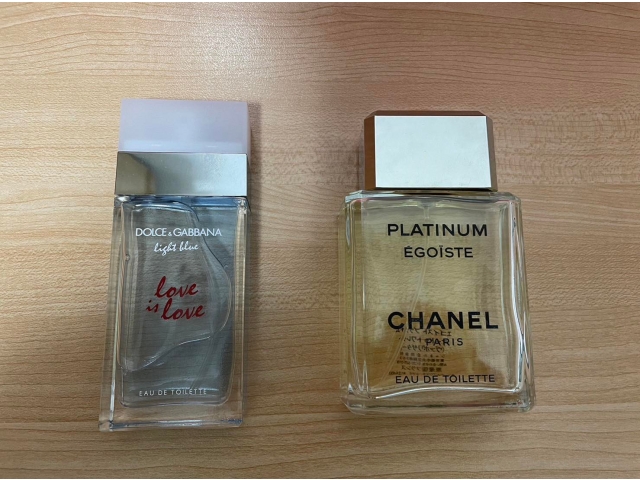 DOLCE & GABBANA
light blue
love
is love
EAU DE TOILETTE
PLATINUM
ÉGOÏSTE
CHANEL
PARIS
EAU DE TOILETTE